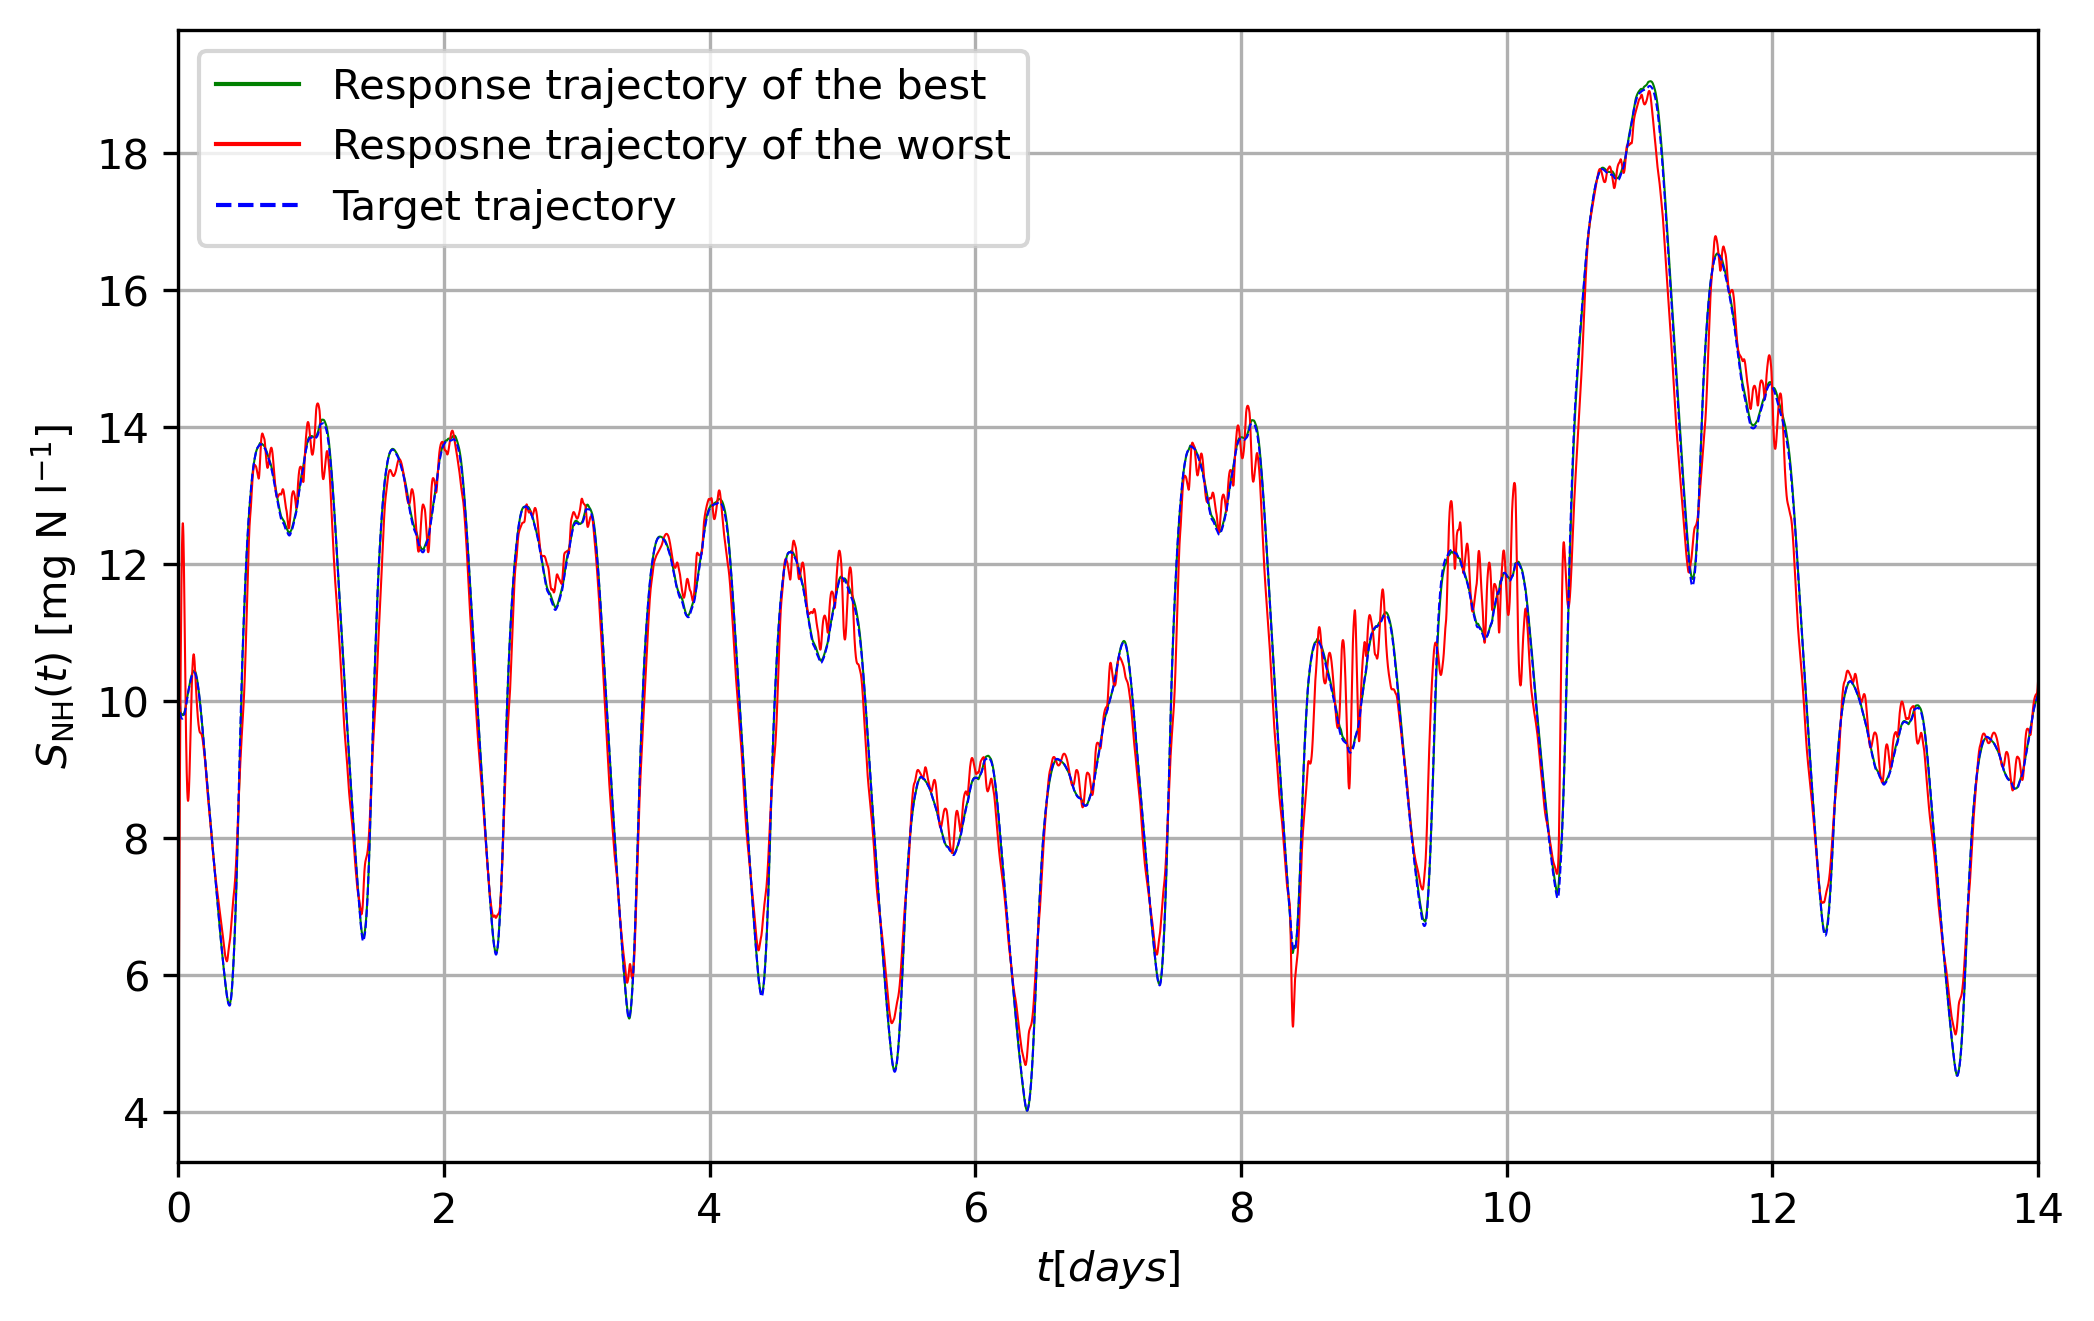 Response trajectory of the best
Resposne trajectory of the worst
Target trajectory
18
16
14
12
10
8
6
4
S_NH(t) [mg N l⁻¹]
0 2 4 6 8 10 12 14
t[days]